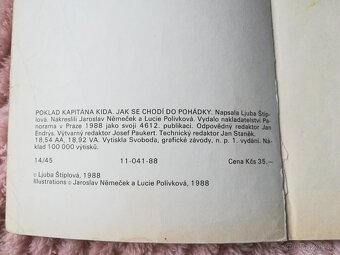 POKLAD KAPITÁNA KIDA. JAK SE CHODÍ DO POHÁDKY. Napsala Ljuba Štíp-
lová. Nakreslili Jaroslav Němeček a Lucie Polívková. Vydalo nakladatelství Pa-
norama v Praze 1988 jako svoji 4612. publikaci. Odpovědný redaktor Jan
Endrýs. Výtvarný redaktor Josef Paukert. Technický redaktor Jan Staněk.
18,54 AA, 18,92 VA. Vytiskla Svoboda, grafické závody, n. p. 1. vydání. Ná-
klad 100 000 výtisků.
14/45 11-041-88 Cena Kčs 35,—
© Ljuba Štíplová, 1988
Illustrations © Jaroslav Němeček a Lucie Polívková, 1988